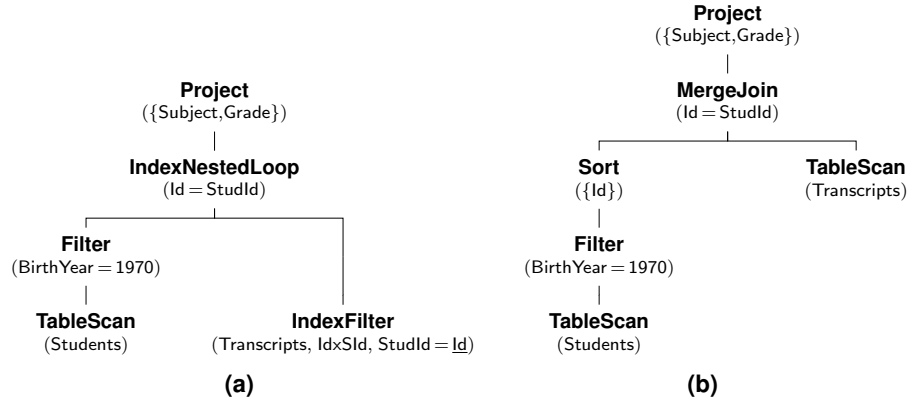 Project
({Subject,Grade})
IndexNestedLoop
(Id = StudId)
Filter
(BirthYear = 1970)
TableScan
(Students)
IndexFilter
(Transcripts, IdxSId, StudId = Id)
(a)
Project
({Subject,Grade})
MergeJoin
(Id = StudId)
Sort
({Id})
TableScan
(Transcripts)
Filter
(BirthYear = 1970)
TableScan
(Students)
(b)